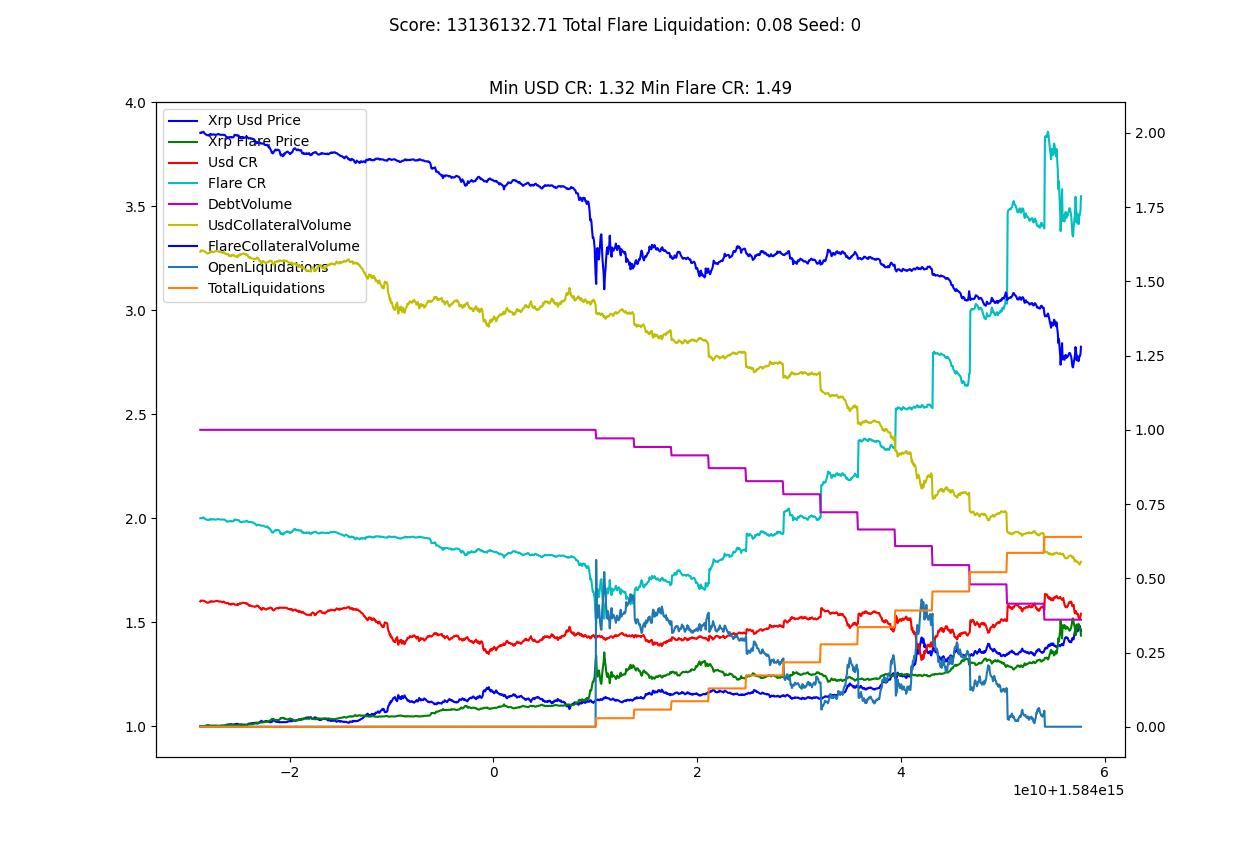 Score: 13136132.71 Total Flare Liquidation: 0.08 Seed: 0
Min USD CR: 1.32 Min Flare CR: 1.49
Xrp Usd Price
Xrp Flare Price
Usd CR
Flare CR
DebtVolume
UsdCollateralVolume
FlareCollateralVolume
OpenLiquidations
TotalLiquidations
4.0
3.5
3.0
2.5
2.0
1.5
1.0
2.00
1.75
1.50
1.25
1.00
0.75
0.50
0.25
0.00
−2 0 2 4 6
1e10+1.584e15